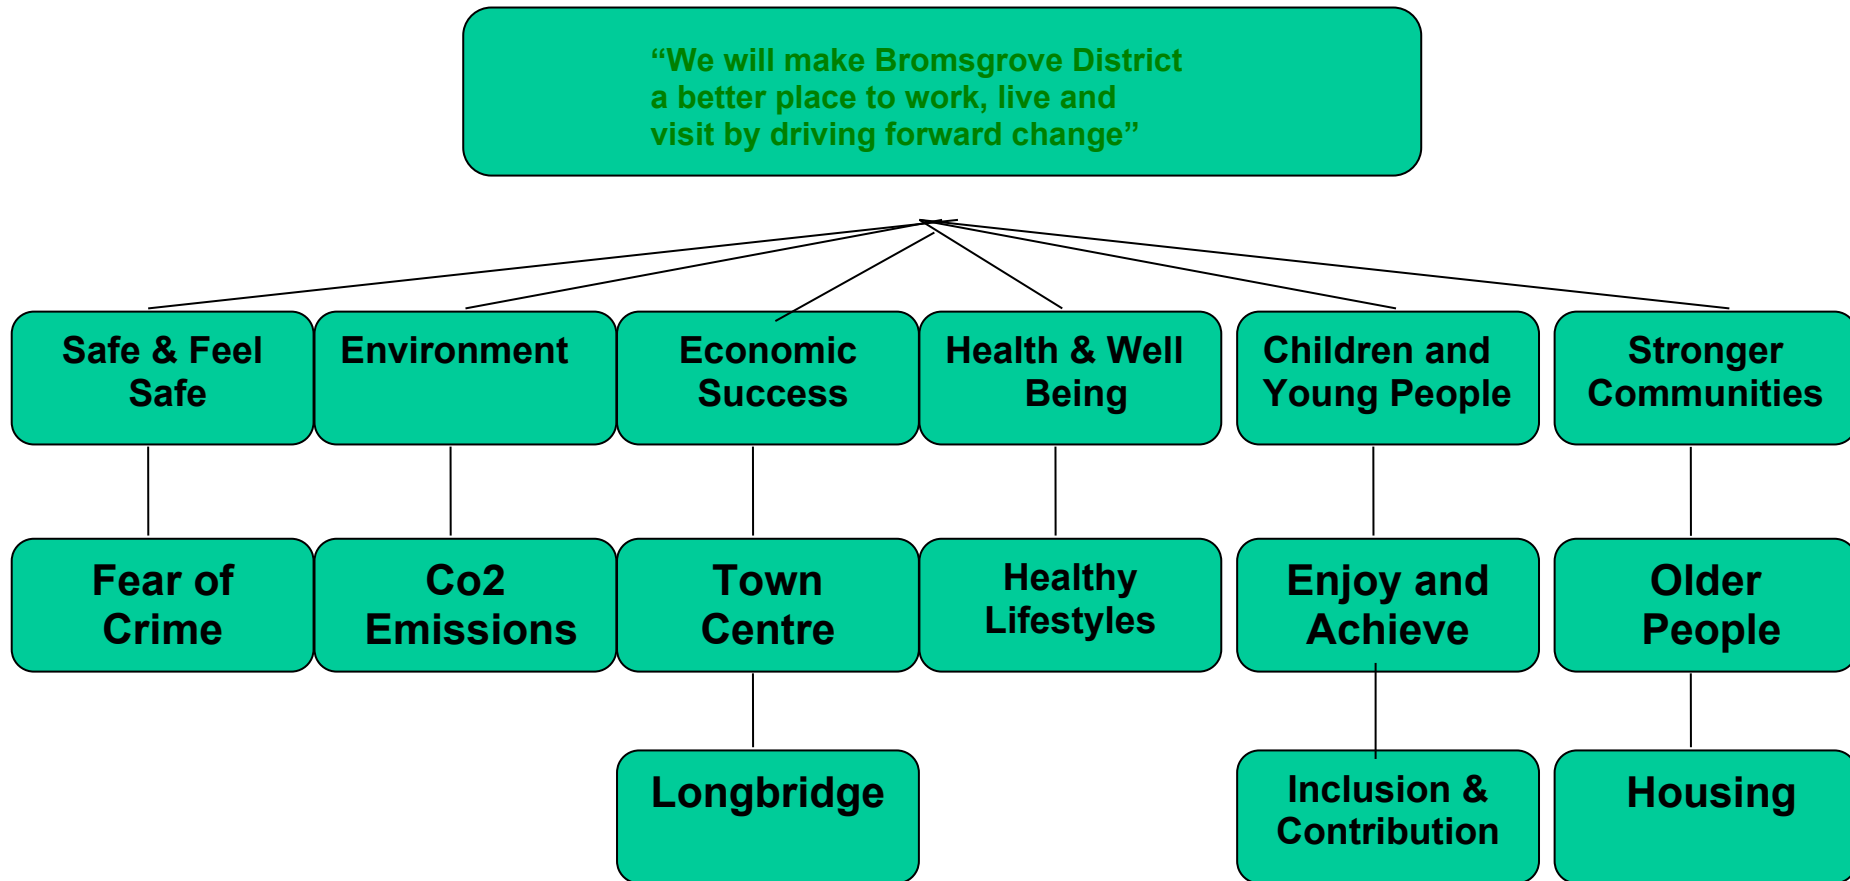 “We will make Bromsgrove District
a better place to work, live and
visit by driving forward change”
Safe & Feel
Safe
Environment
Economic
Success
Health & Well
Being
Children and
Young People
Stronger
Communities
Fear of
Crime
Co2
Emissions
Town
Centre
Healthy
Lifestyles
Enjoy and
Achieve
Older
People
Longbridge
Inclusion &
Contribution
Housing